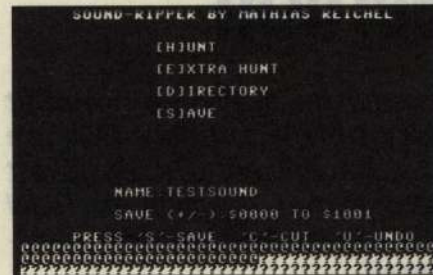 SOUND-RIPPER BY MATHIAS REICHEL
[H]UNT
[E]XTRA HUNT
[D]IRECTORY
[S]AVE
NAME:TESTSOUND
SAVE (+/-):$0000 TO $1001
PRESS 'S'-SAVE 'C'-CUT 'U'-UNDO